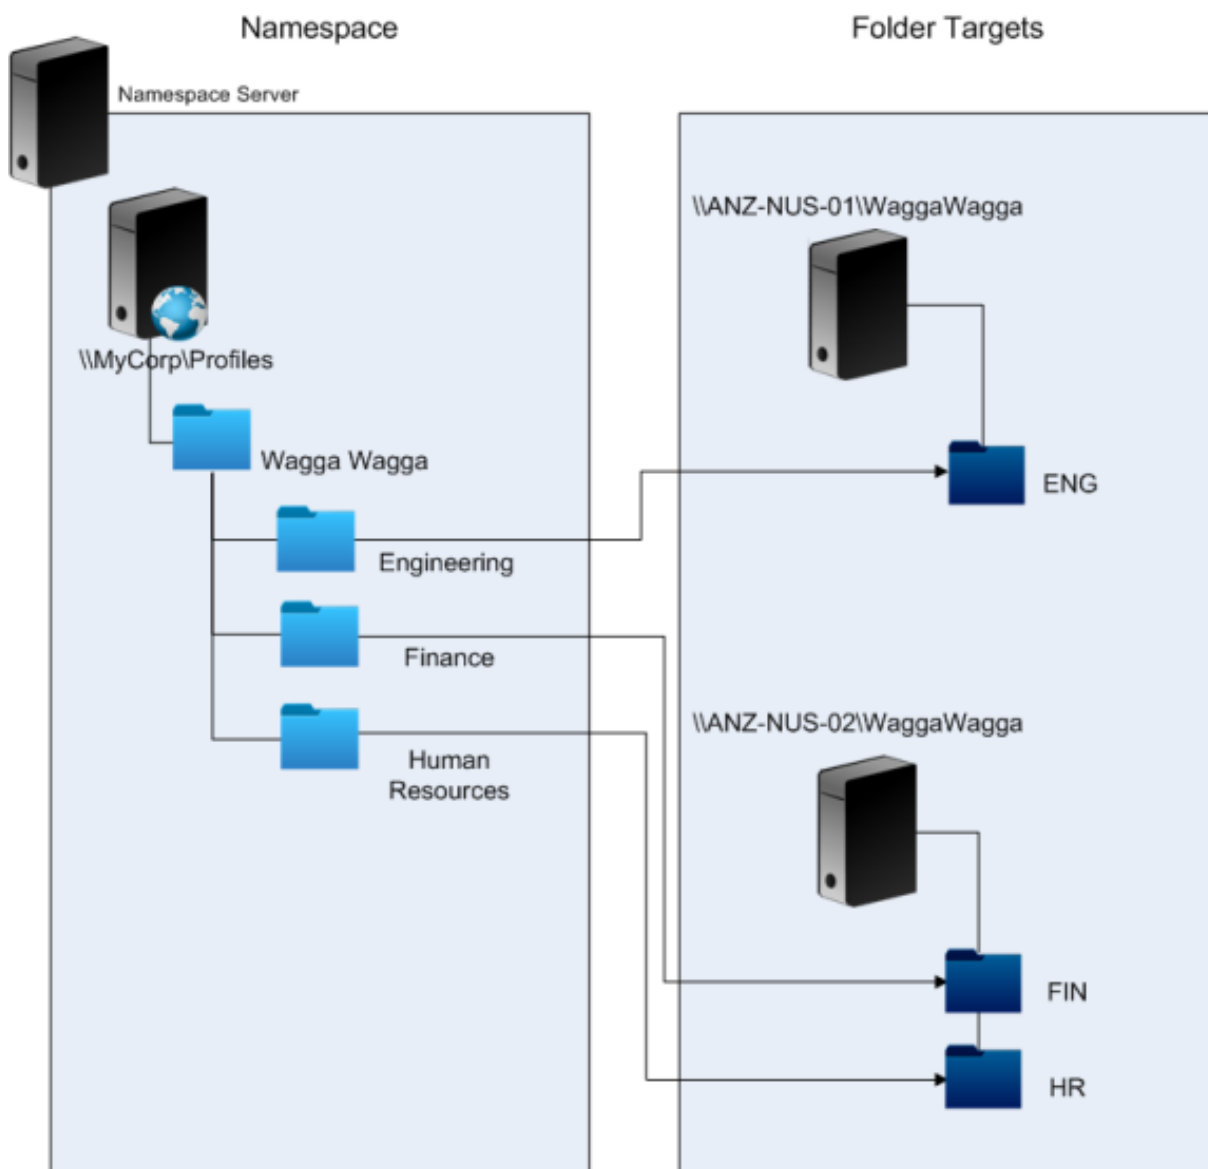 Namespace
Folder Targets
Namespace Server
\\MyCorp\Profiles
Wagga Wagga
Engineering
Finance
Human
Resources
\\ANZ-NUS-01\WaggaWagga
ENG
\\ANZ-NUS-02\WaggaWagga
FIN
HR